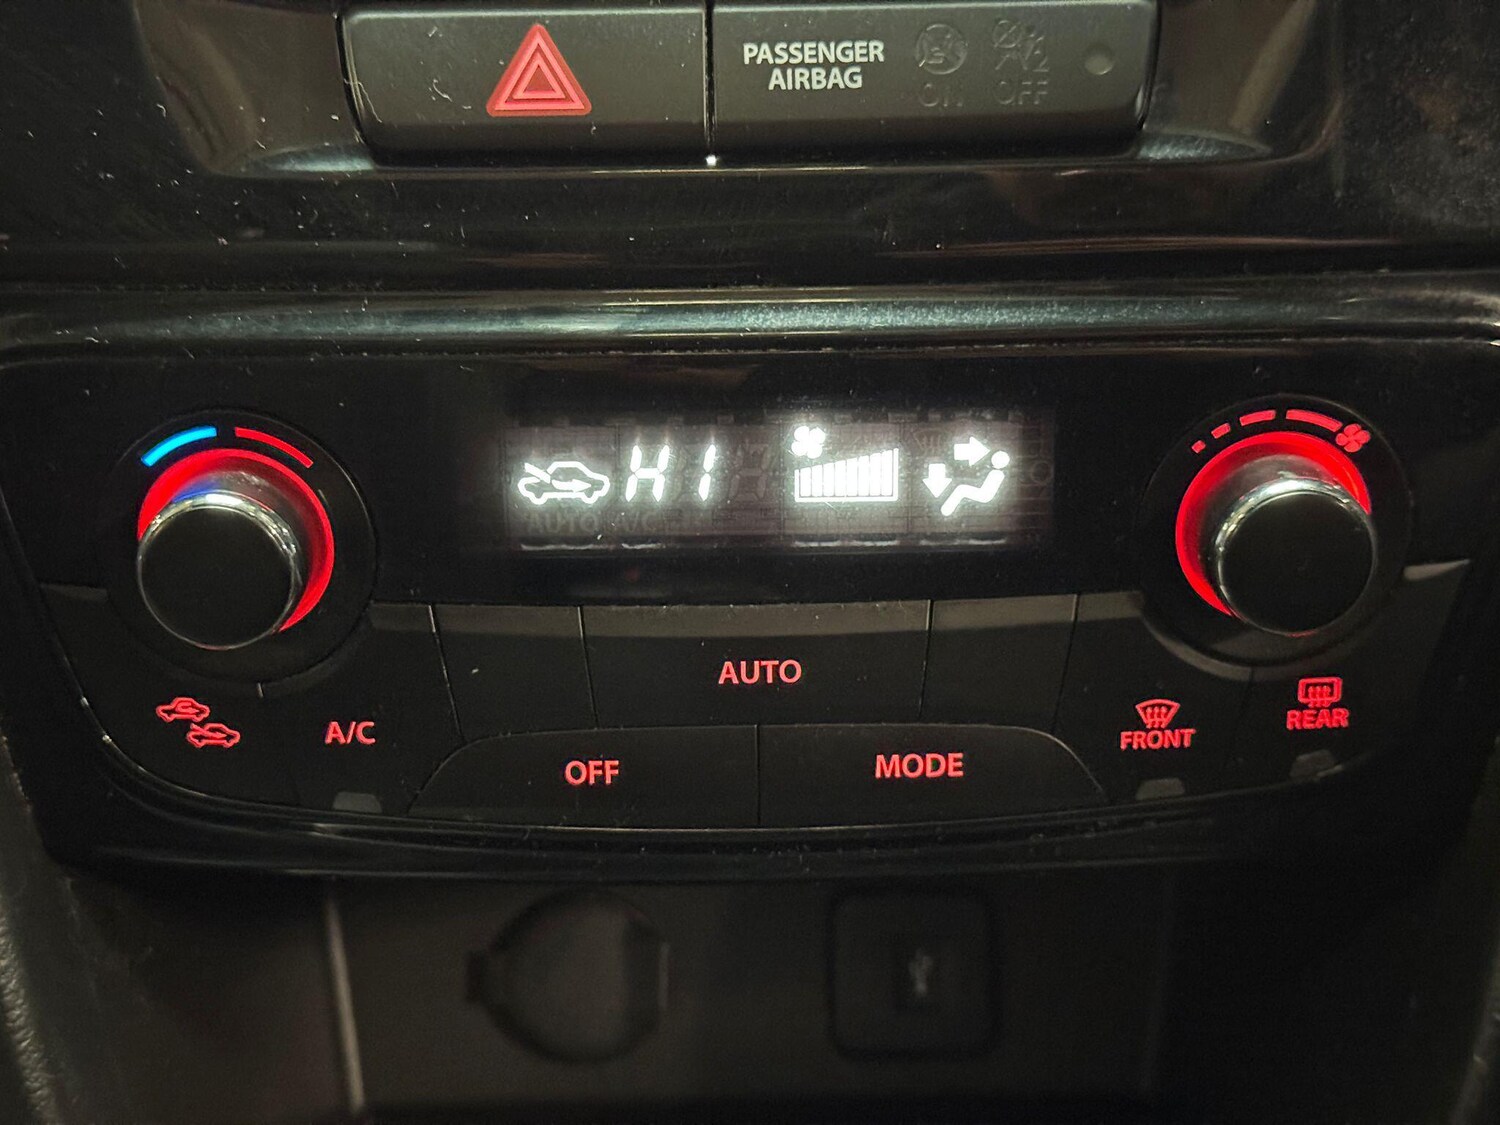 PASSENGER
AIRBAG
ON
OFF
HI
AUTO
A/C
AUTO
A/C
FRONT
REAR
OFF
MODE